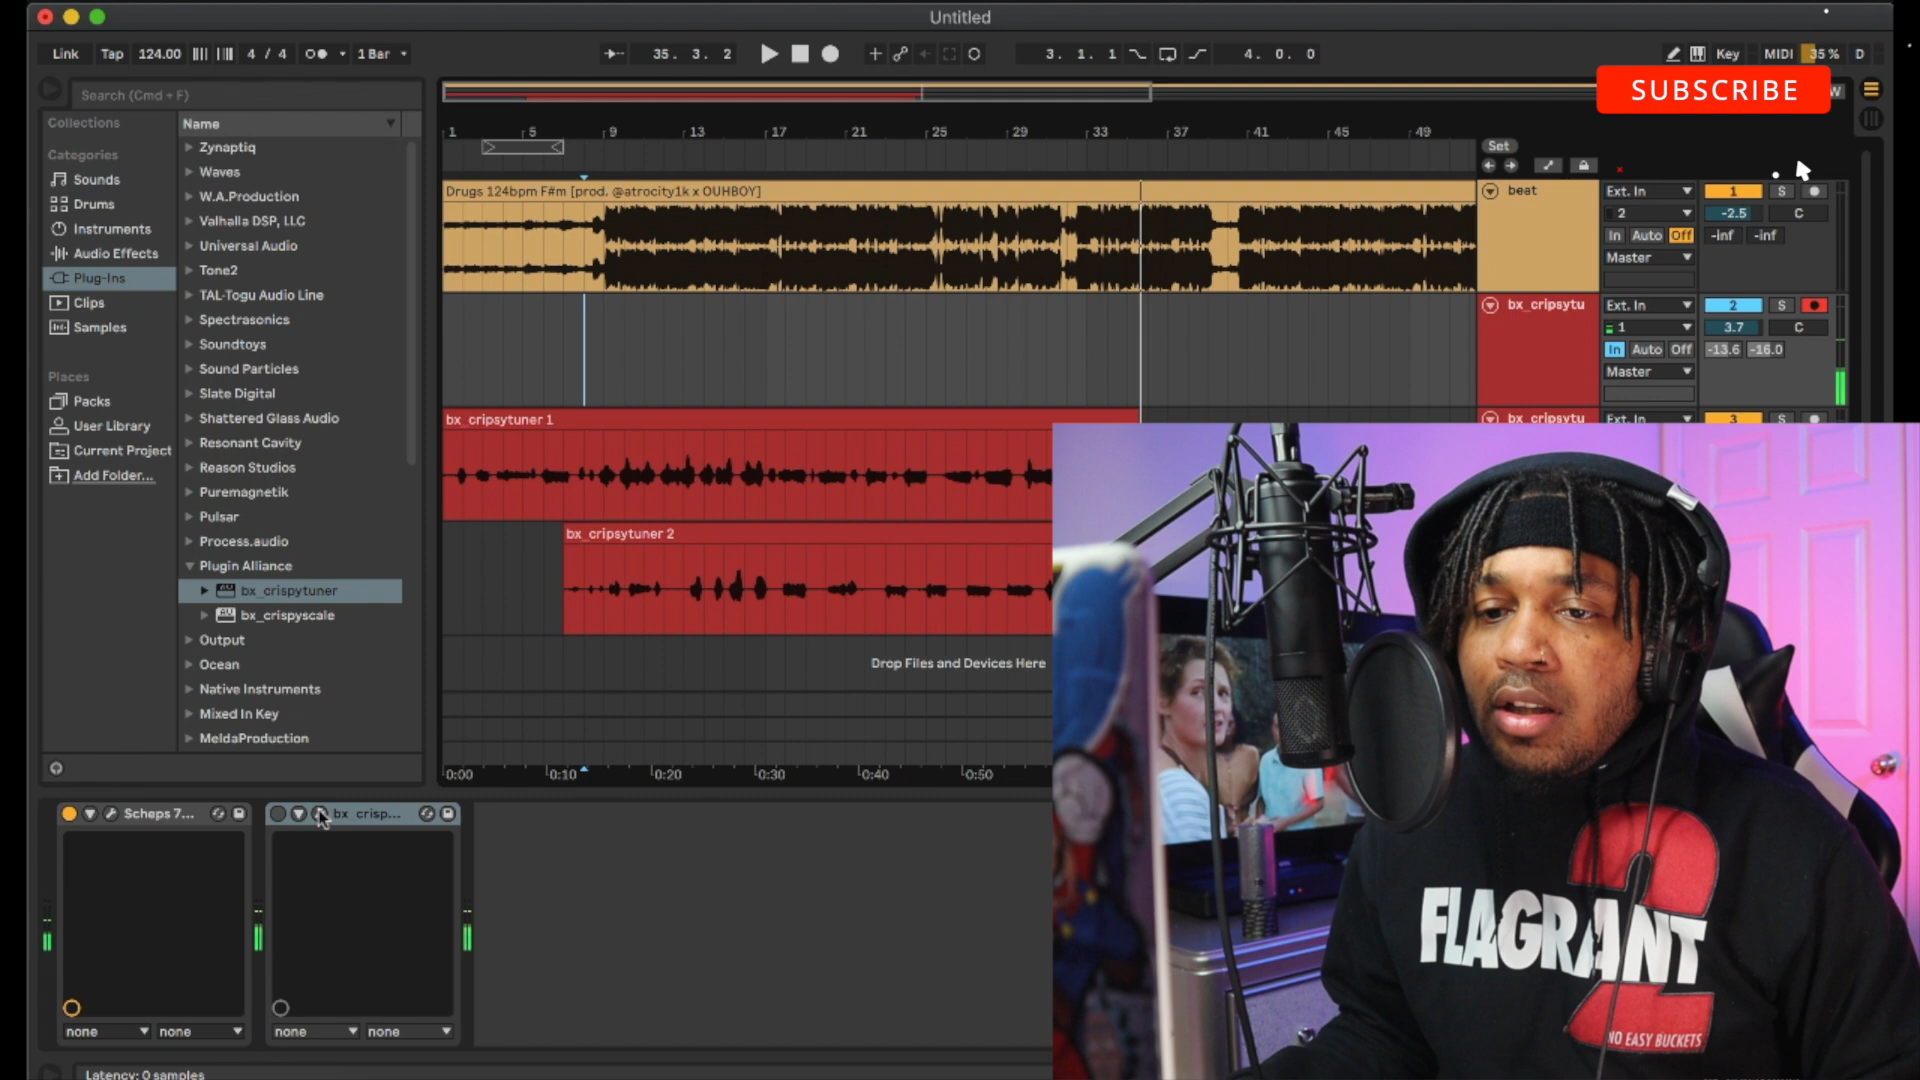 Untitled
Link Tap 124.00 4 / 4 1 Bar 35. 3. 2 3. 1. 1 4. 0. 0 Key MIDI 35 % D
SUBSCRIBE
W
Search (Cmd + F)
Collections
Categories
Sounds
Drums
Instruments
Audio Effects
Plug-Ins
Clips
Samples
Places
Packs
User Library
Current Project
Add Folder...
Name
Zynaptiq
Waves
W.A.Production
Valhalla DSP, LLC
Universal Audio
Tone2
TAL-Togu Audio Line
Spectrasonics
Soundtoys
Sound Particles
Slate Digital
Shattered Glass Audio
Resonant Cavity
Reason Studios
Puremagnetik
Pulsar
Process.audio
Plugin Alliance
bx_crispytuner
bx_crispyscale
Output
Ocean
Native Instruments
Mixed In Key
MeldaProduction
1 5 9 13 17 21 25 29 33 37 41 45 49
Set
Drugs 124bpm F#m [prod. @atrocity1k x OUHBOY]
beat
Ext. In 1 S
2 -2.5 C
In Auto Off -inf -inf
Master
bx_cripsytu
Ext. In 2 S
1 3.7 C
In Auto Off -13.6 -16.0
Master
bx_cripsytuner 1
bx_cripsytu
Ext. In 3 S
bx_cripsytuner 2
Drop Files and Devices Here
0:00 0:10 0:20 0:30 0:40 0:50
Scheps 7...
none none
bx_crisp...
none none
Latency: 0 samples
FLAGRANT
2
NO EASY BUCKETS